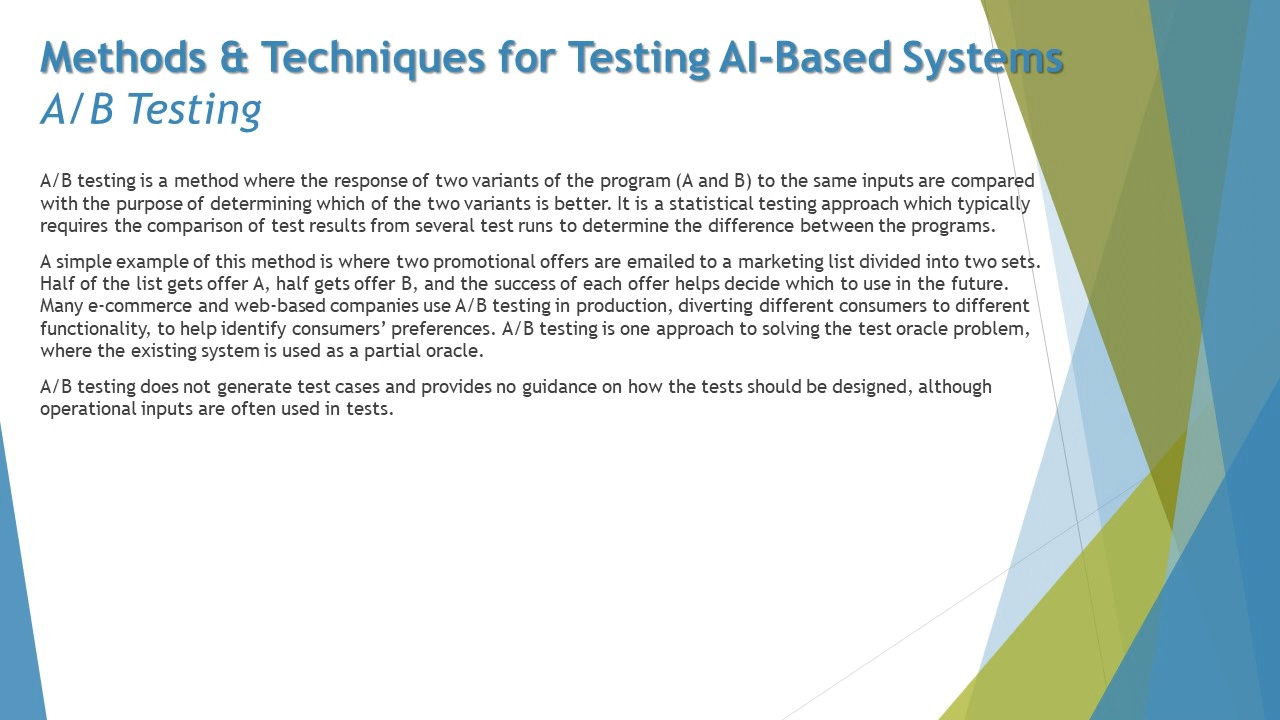 Methods & Techniques for Testing AI-Based Systems
A/B Testing
A/B testing is a method where the response of two variants of the program (A and B) to the same inputs are compared
with the purpose of determining which of the two variants is better. It is a statistical testing approach which typically
requires the comparison of test results from several test runs to determine the difference between the programs.
A simple example of this method is where two promotional offers are emailed to a marketing list divided into two sets.
Half of the list gets offer A, half gets offer B, and the success of each offer helps decide which to use in the future.
Many e-commerce and web-based companies use A/B testing in production, diverting different consumers to different
functionality, to help identify consumers’ preferences. A/B testing is one approach to solving the test oracle problem,
where the existing system is used as a partial oracle.
A/B testing does not generate test cases and provides no guidance on how the tests should be designed, although
operational inputs are often used in tests.